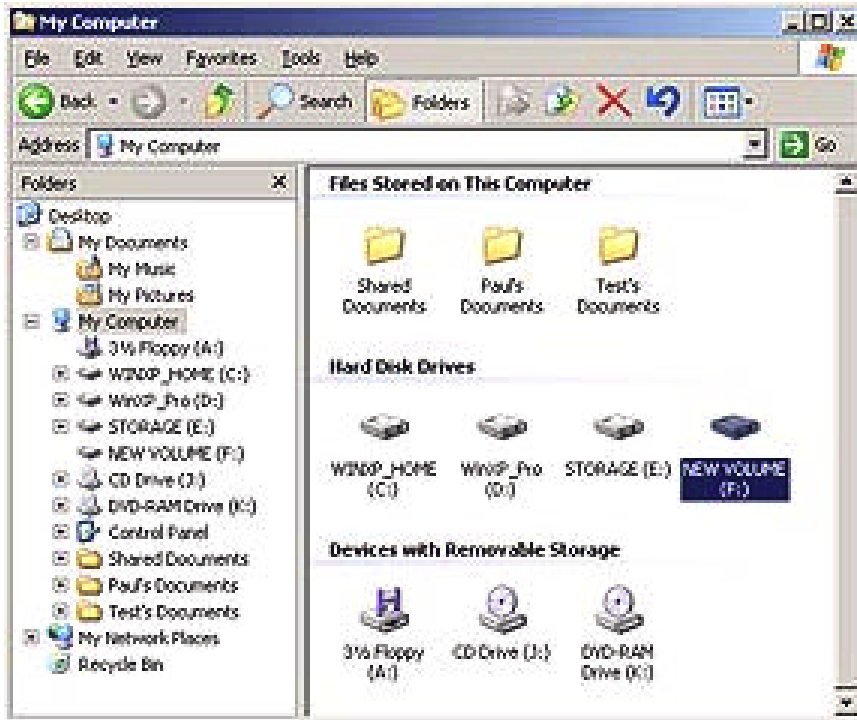 My Computer
File Edit View Favorites Tools Help
Back Search Folders
Address My Computer Go
Folders
Desktop
My Documents
My Music
My Pictures
My Computer
3½ Floppy (A:)
WINXP_HOME (C:)
WinXP_Pro (D:)
STORAGE (E:)
NEW VOLUME (F:)
CD Drive (J:)
DVD-RAM Drive (K:)
Control Panel
Shared Documents
Paul's Documents
Test's Documents
My Network Places
Recycle Bin
Files Stored on This Computer
Shared Documents
Paul's Documents
Test's Documents
Hard Disk Drives
WINXP_HOME (C:)
WinXP_Pro (D:)
STORAGE (E:)
NEW VOLUME (F:)
Devices with Removable Storage
3½ Floppy (A:)
CD Drive (J:)
DVD-RAM Drive (K:)